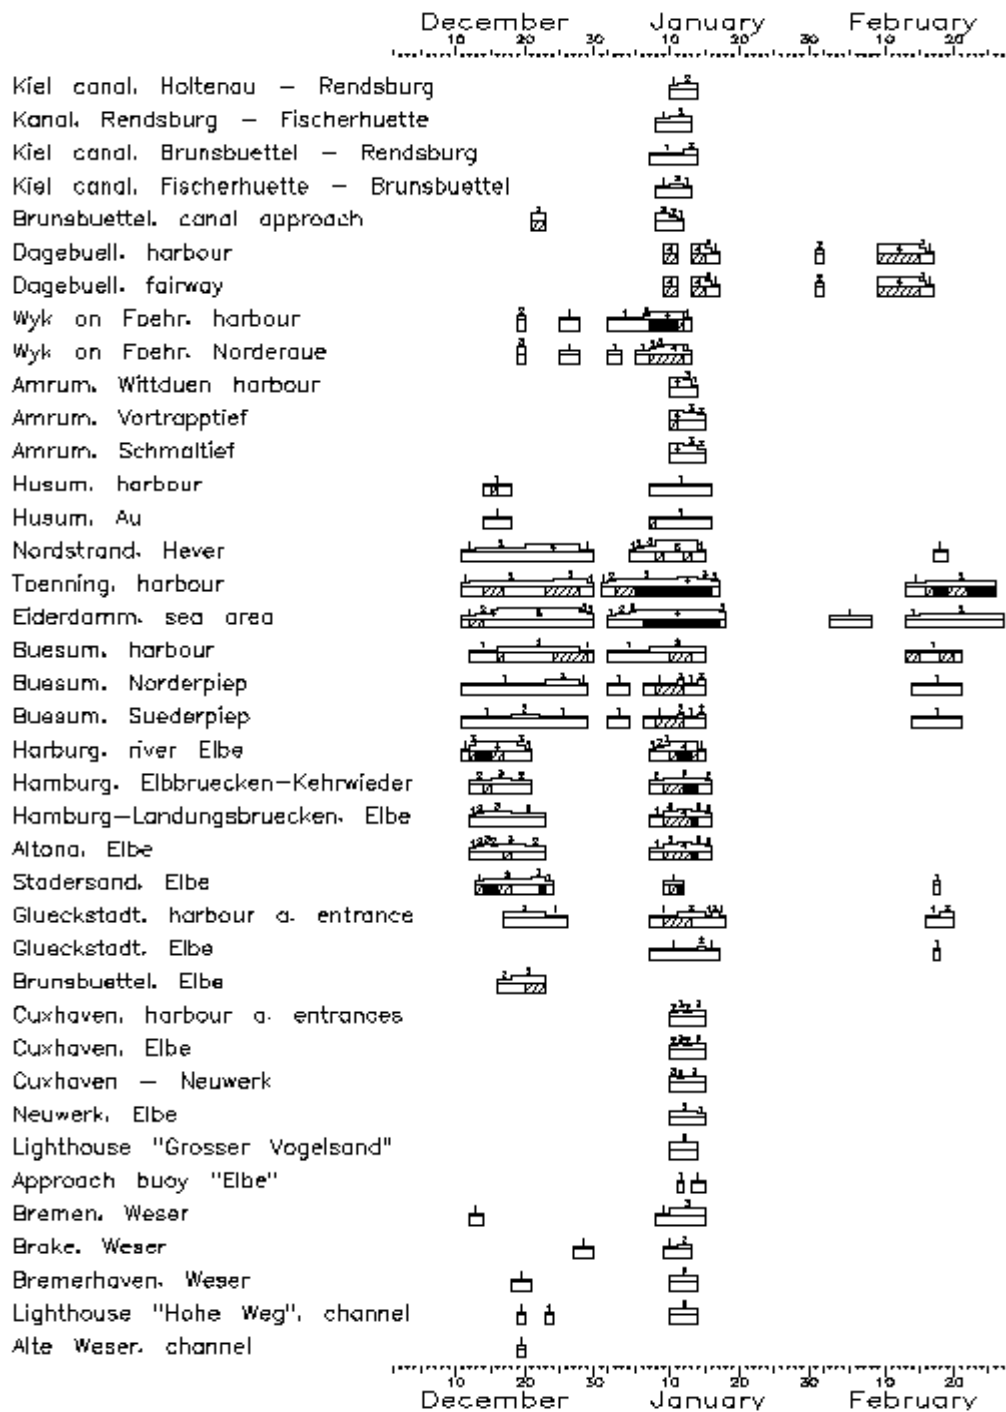 December January February
10 20 30 10 20 30 10 20
Kiel canal, Holtenau – Rendsburg
Kanal, Rendsburg – Fischerhuette
Kiel canal, Brunsbuettel – Rendsburg
Kiel canal, Fischerhuette – Brunsbuettel
Brunsbuettel, canal approach
Dagebuell, harbour
Dagebuell, fairway
Wyk on Foehr, harbour
Wyk on Foehr, Norderaue
Amrum, Wittduen harbour
Amrum, Vortrapptief
Amrum, Schmaltief
Husum, harbour
Husum, Au
Nordstrand, Hever
Toenning, harbour
Eiderdamm, sea area
Buesum, harbour
Buesum, Norderpiep
Buesum, Suederpiep
Harburg, river Elbe
Hamburg, Elbbruecken–Kehrwieder
Hamburg–Landungsbruecken, Elbe
Altona, Elbe
Stadersand, Elbe
Glueckstadt, harbour a. entrance
Glueckstadt, Elbe
Brunsbuettel, Elbe
Cuxhaven, harbour a. entrances
Cuxhaven, Elbe
Cuxhaven – Neuwerk
Neuwerk, Elbe
Lighthouse "Grosser Vogelsand"
Approach buoy "Elbe"
Bremen, Weser
Brake, Weser
Bremerhaven, Weser
Lighthouse "Hohe Weg", channel
Alte Weser, channel
10 20 30 10 20 30 10 20
December January February